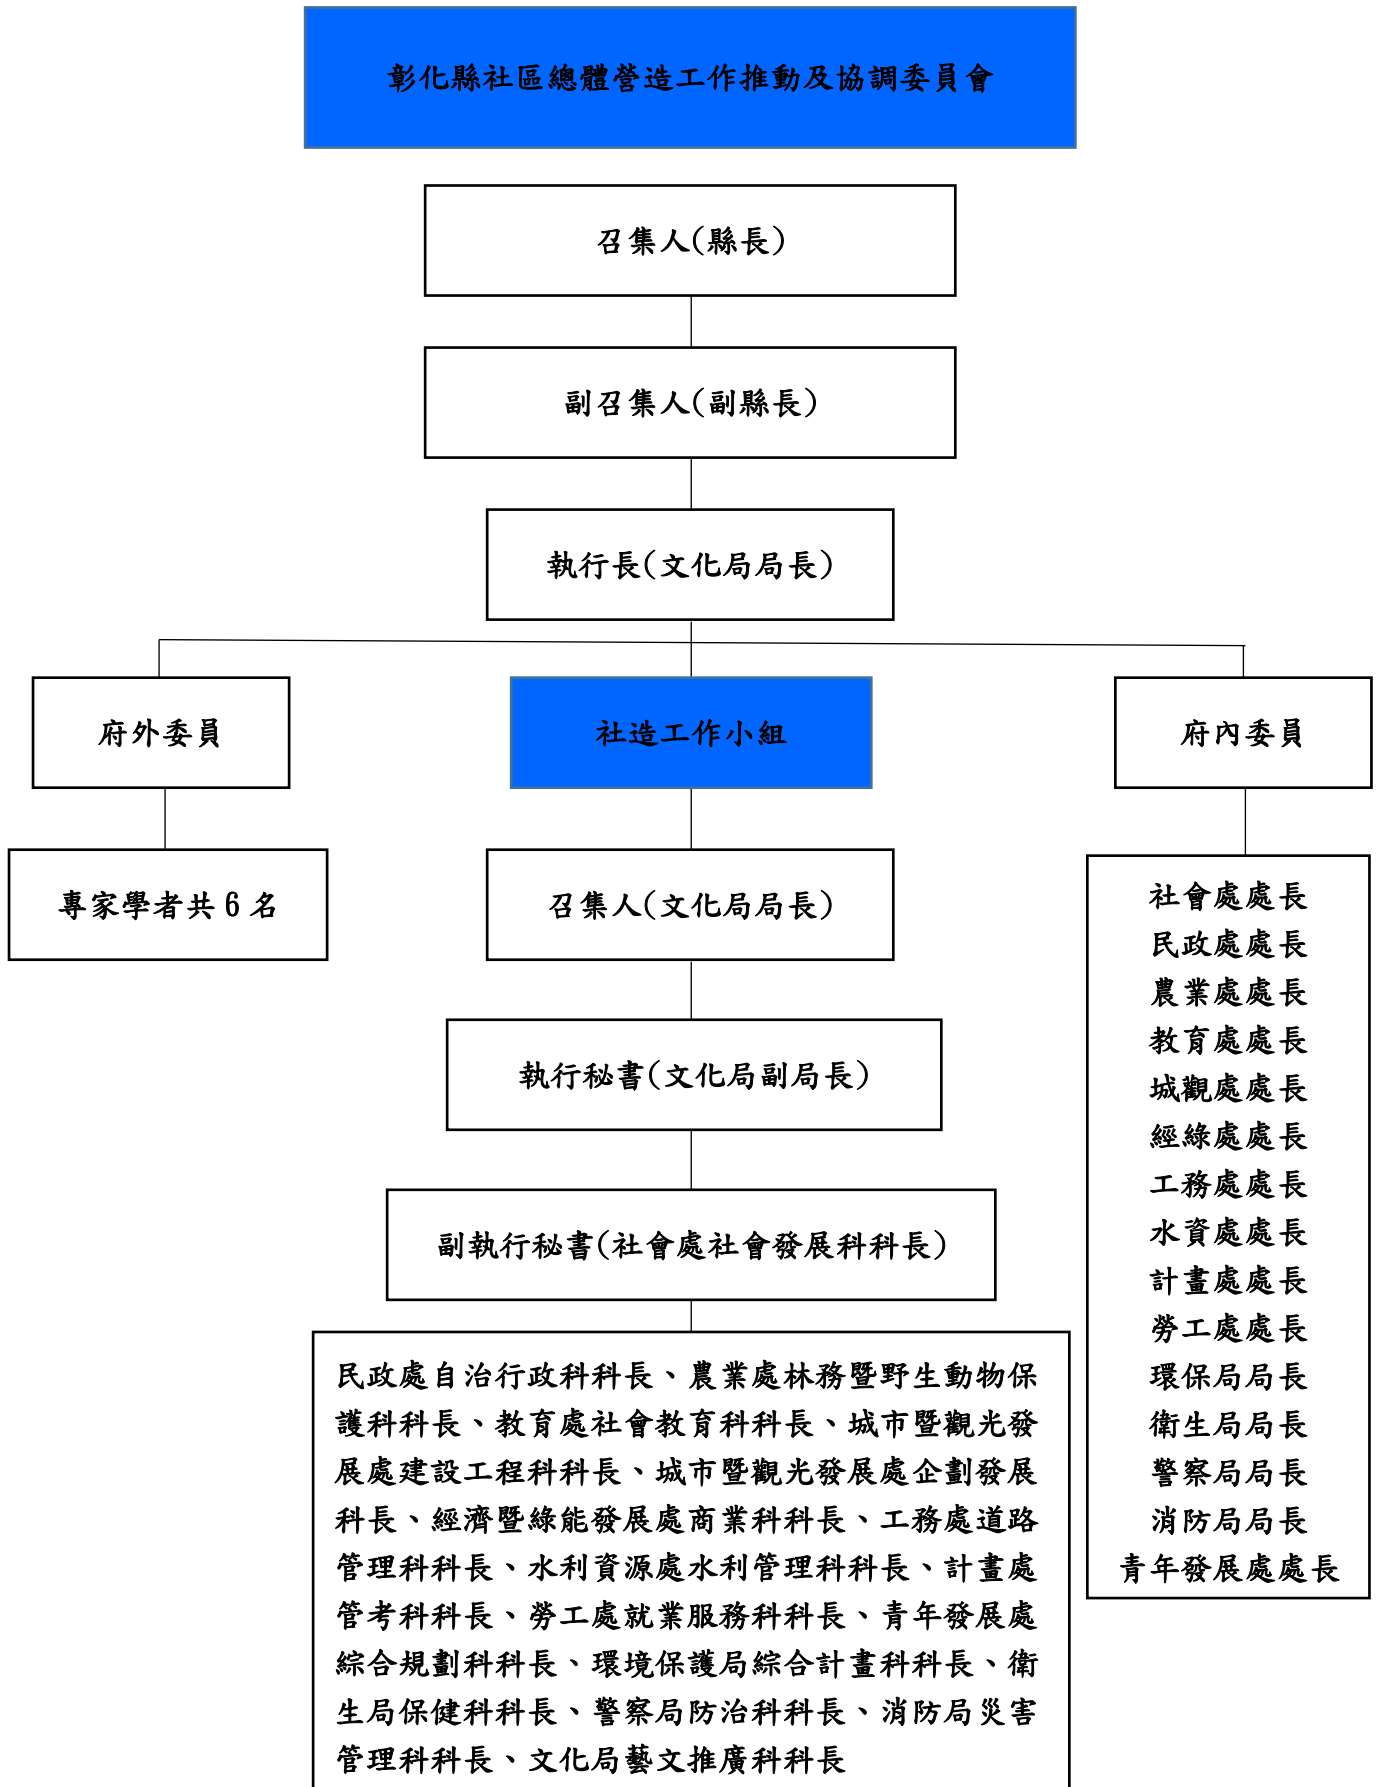 彰化縣社區總體營造工作推動及協調委員會
召集人(縣長)
副召集人(副縣長)
執行長(文化局局長)
府外委員
社造工作小組
府內委員
專家學者共6名
召集人(文化局局長)
執行秘書(文化局副局長)
副執行秘書(社會處社會發展科科長)
民政處自治行政科科長、農業處林務暨野生動物保
護科科長、教育處社會教育科科長、城市暨觀光發
展處建設工程科科長、城市暨觀光發展處企劃發展
科長、經濟暨綠能發展處商業科科長、工務處道路
管理科科長、水利資源處水利管理科科長、計畫處
管考科科長、勞工處就業服務科科長、青年發展處
綜合規劃科科長、環境保護局綜合計畫科科長、衛
生局保健科科長、警察局防治科科長、消防局災害
管理科科長、文化局藝文推廣科科長
社會處處長
民政處處長
農業處處長
教育處處長
城觀處處長
經綠處處長
工務處處長
水資處處長
計畫處處長
勞工處處長
環保局局長
衛生局局長
警察局局長
消防局局長
青年發展處處長